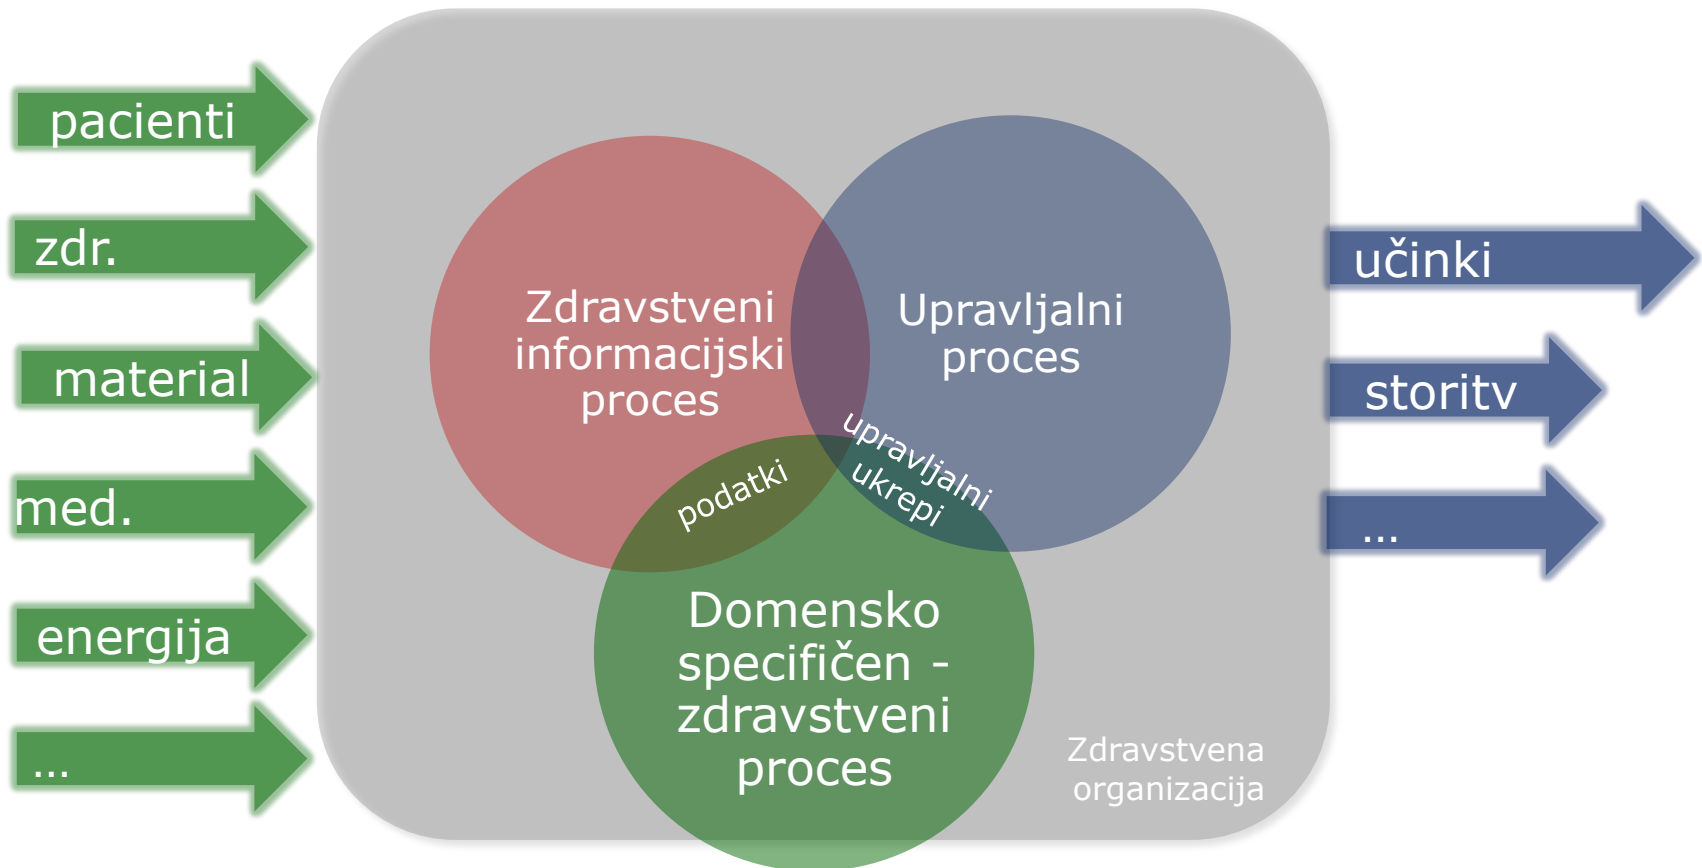 pacienti
zdr.
material
med.
energija
...
Zdravstveni
informacijski
proces
Upravljalni
proces
podatki
upravljalni
ukrepi
Domensko
specifičen -
zdravstveni
proces
Zdravstvena
organizacija
učinki
storitv
...